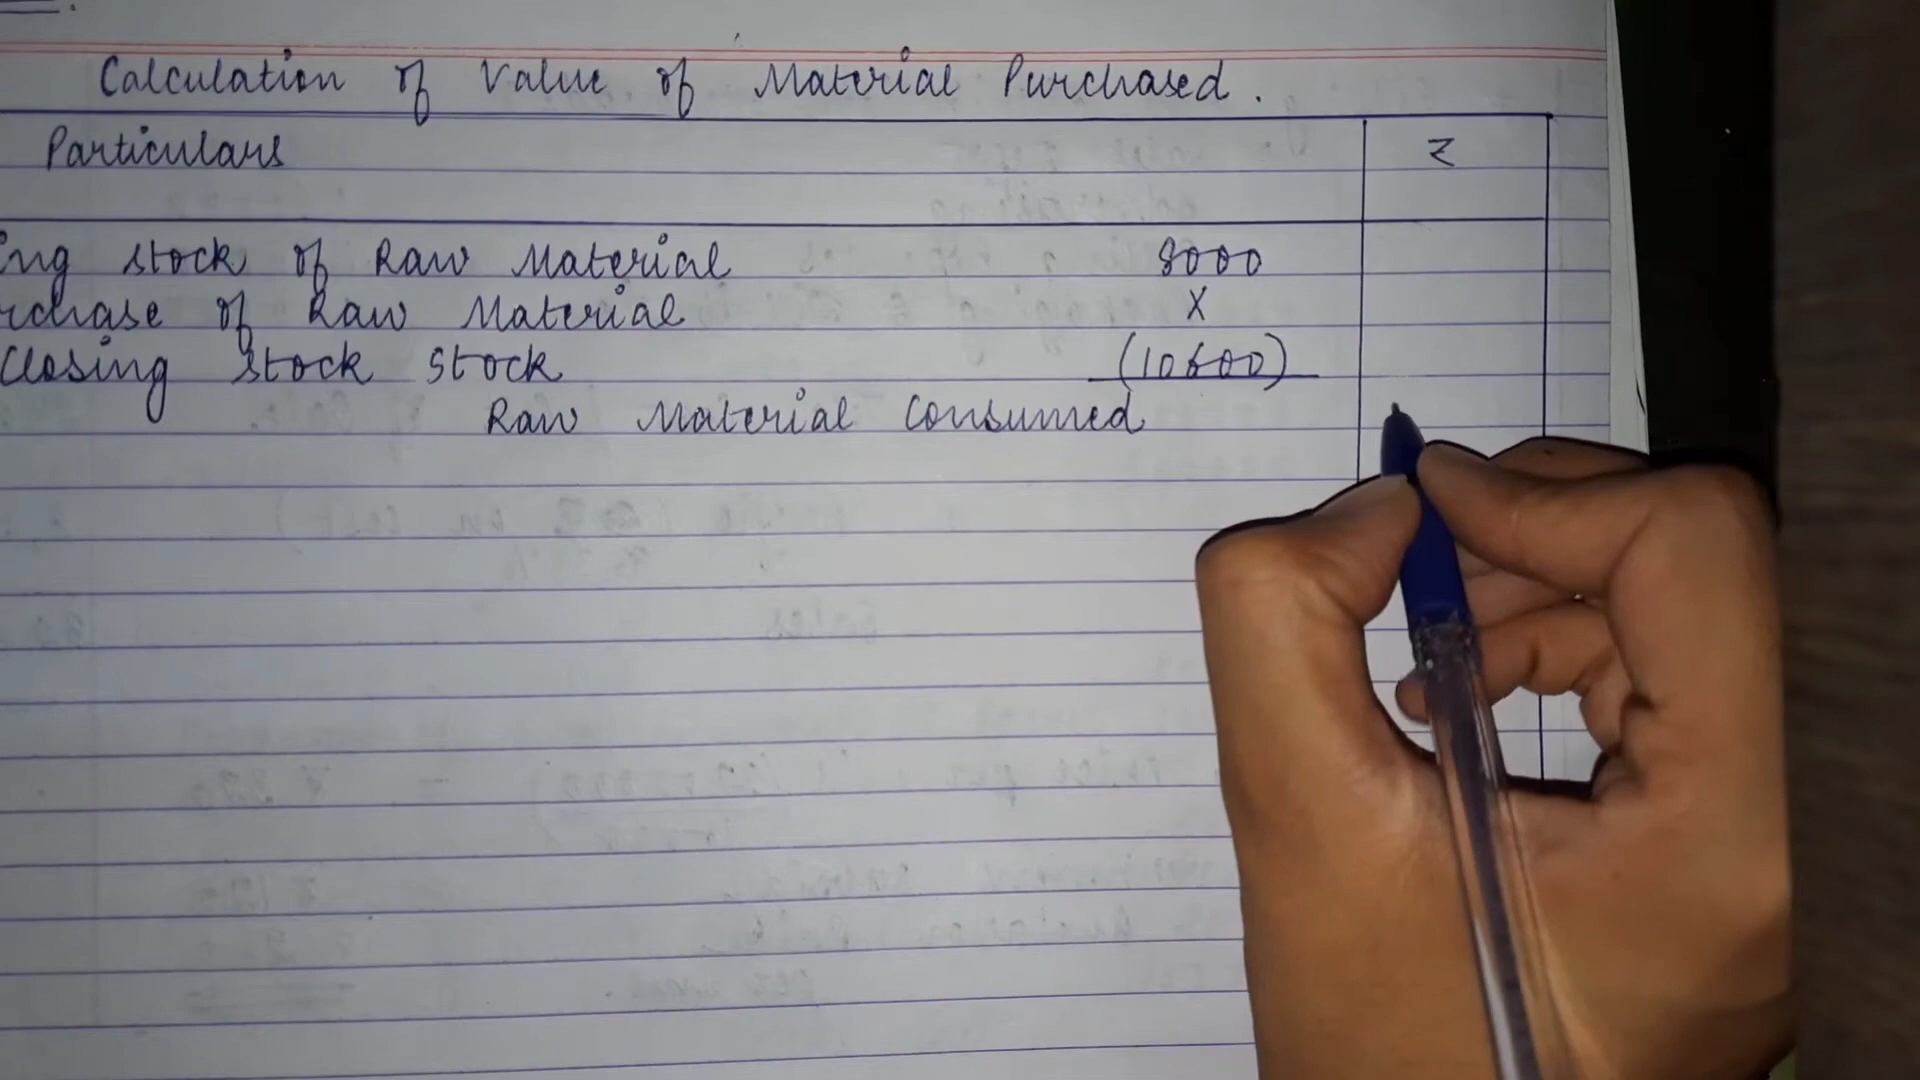 Calculation of Value of Material Purchased.
Particulars ₹
ing stock of Raw Material 8000
rchase of Raw Material X
Closing stock stock (10600)
Raw Material Consumed